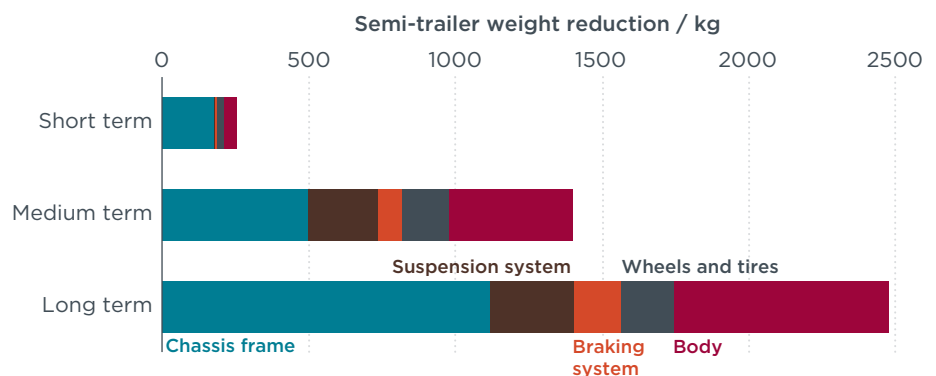 Semi-trailer weight reduction / kg
0 500 1000 1500 2000 2500
Short term
Medium term
Suspension system Wheels and tires
Long term
Chassis frame Braking system Body